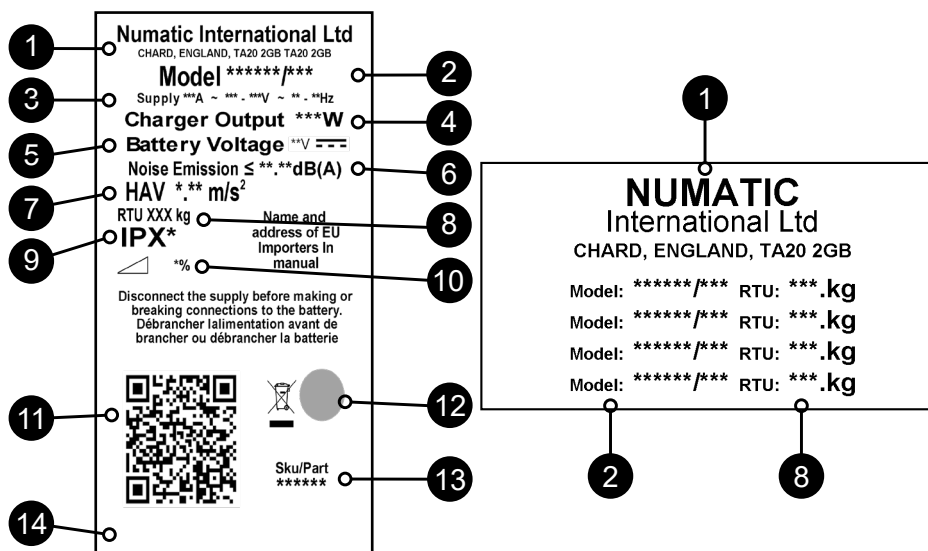 Numatic International Ltd
CHARD, ENGLAND, TA20 2GB TA20 2GB
Model ******/***
Supply ***A ~ *** - ***V ~ ** - **Hz
Charger Output ***W
Battery Voltage **V
Noise Emission ≤ **.**dB(A)
HAV *.** m/s²
RTU XXX kg
IPX*
Name and
address of EU
Importers In
manual
*%
Disconnect the supply before making or
breaking connections to the battery.
Débrancher lalimentation avant de
brancher ou débrancher la batterie
Sku/Part
******
1
3
5
7
9
11
14
2
4
6
8
10
12
13
1
NUMATIC
International Ltd
CHARD, ENGLAND, TA20 2GB
Model: ******/*** RTU: ***.kg
Model: ******/*** RTU: ***.kg
Model: ******/*** RTU: ***.kg
Model: ******/*** RTU: ***.kg
2
8